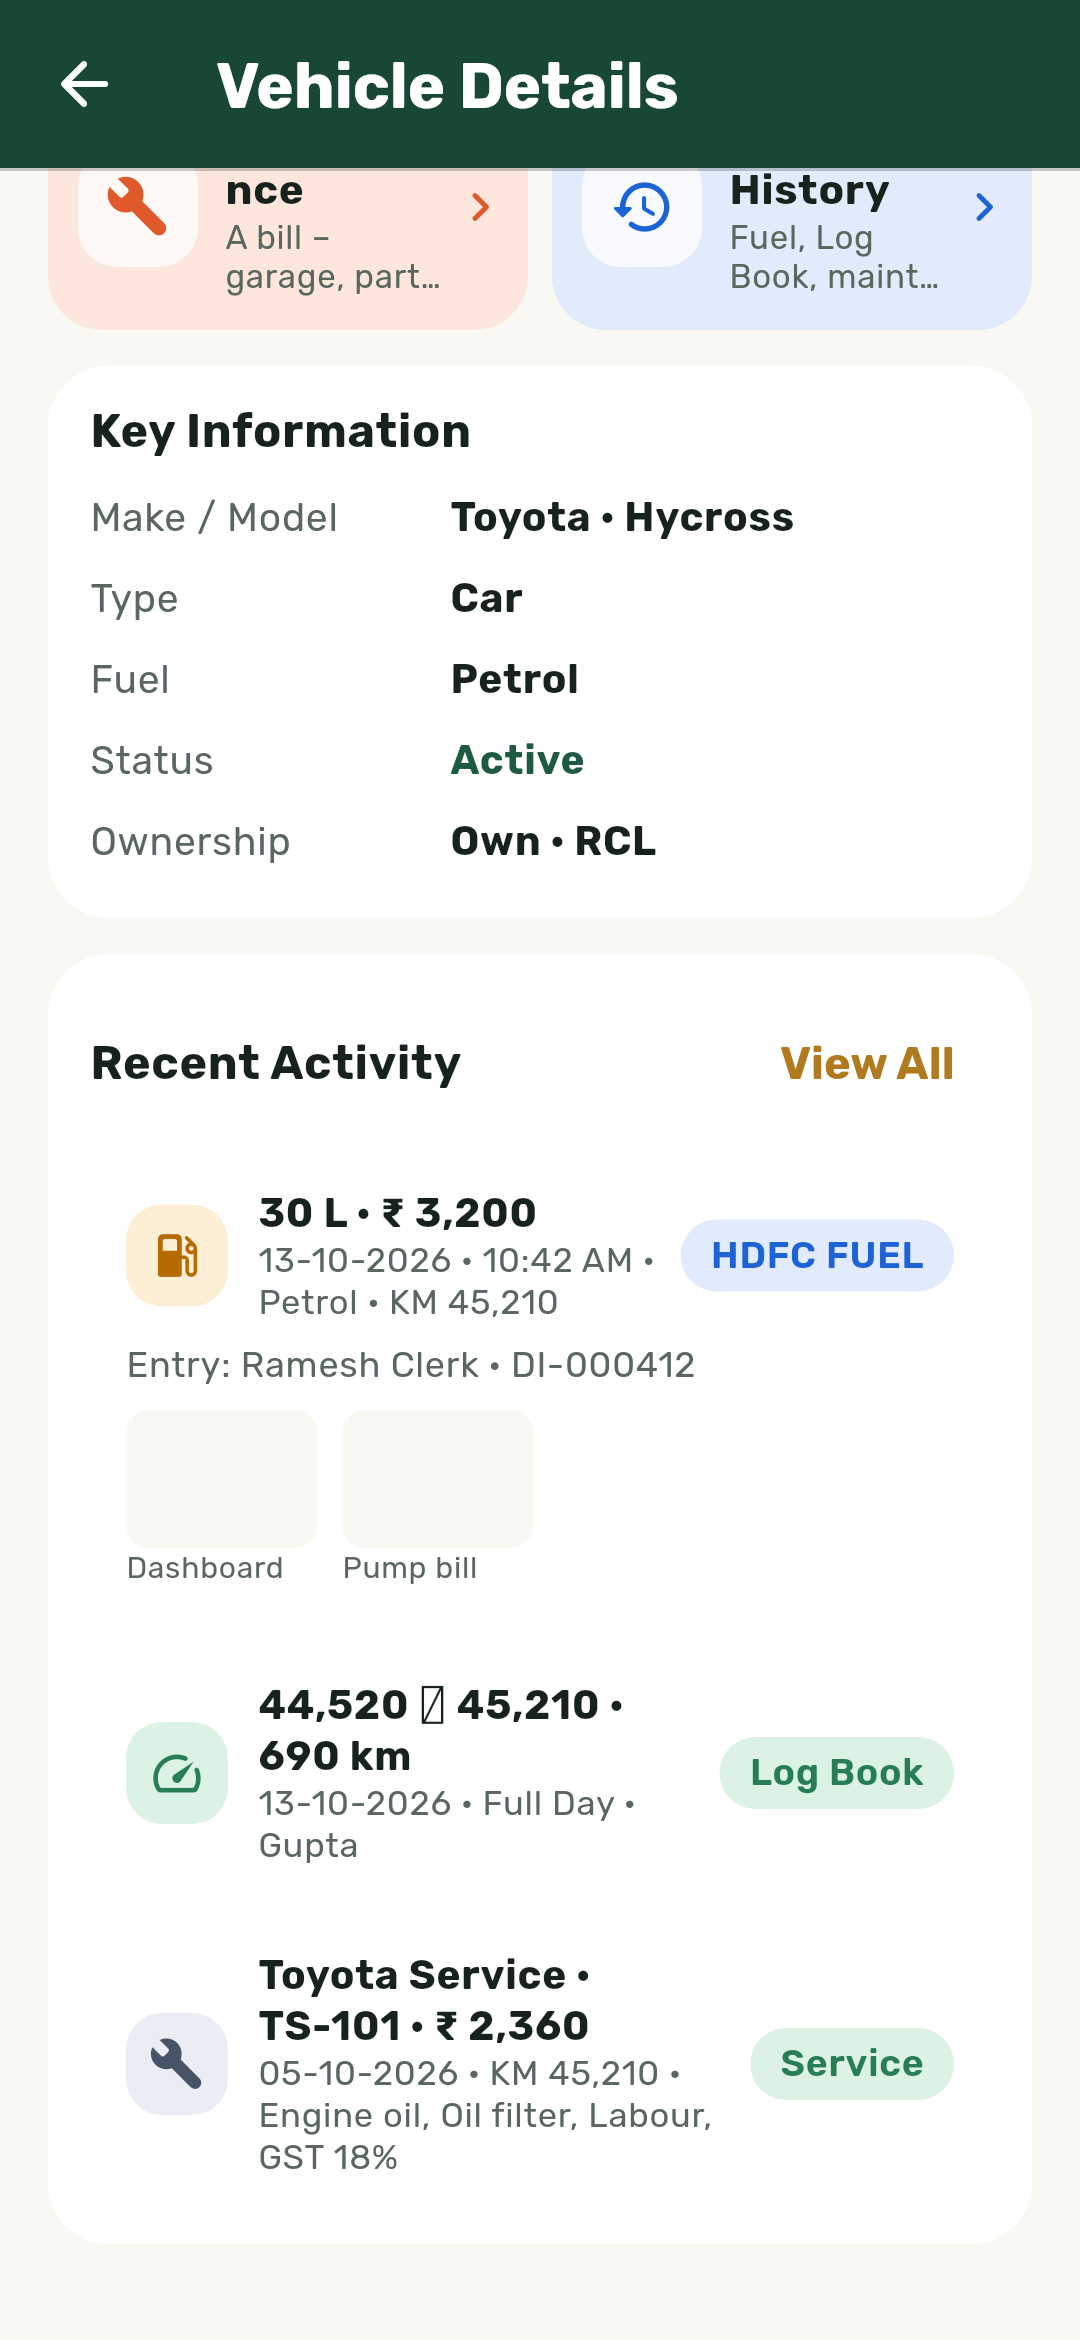 Vehicle Details
nce
A bill –
garage, part…
History
Fuel, Log
Book, maint…
Key Information
Make / Model Toyota • Hycross
Type Car
Fuel Petrol
Status Active
Ownership Own • RCL
Recent Activity View All
30 L • ₹ 3,200
13-10-2026 • 10:42 AM •
Petrol • KM 45,210
HDFC FUEL
Entry: Ramesh Clerk • DI-000412
Dashboard Pump bill
44,520 45,210 •
690 km
13-10-2026 • Full Day •
Gupta
Log Book
Toyota Service •
TS-101 • ₹ 2,360
05-10-2026 • KM 45,210 •
Engine oil, Oil filter, Labour,
GST 18%
Service